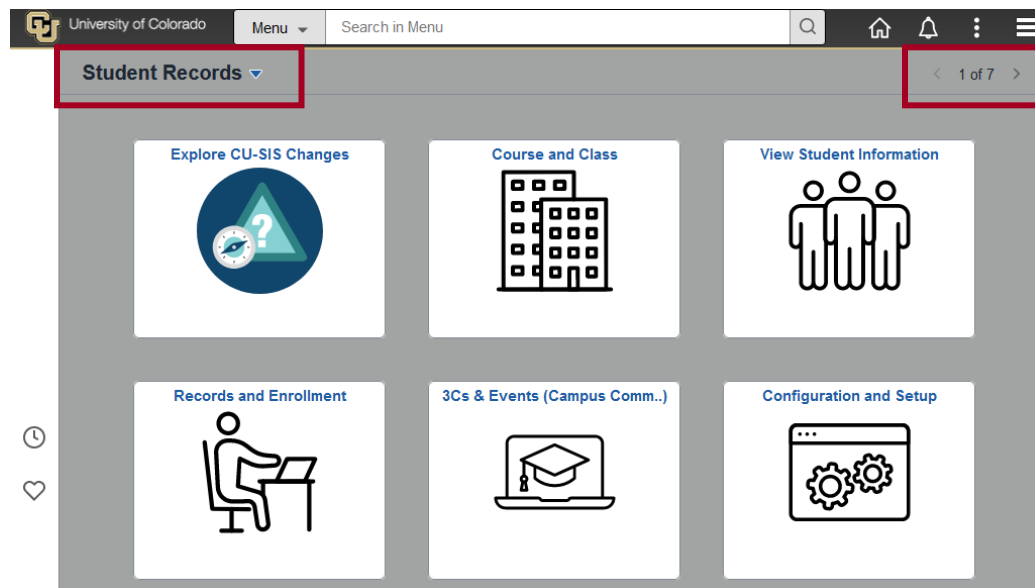 University of Colorado
Menu
Search in Menu
Student Records
1 of 7
Explore CU-SIS Changes
Course and Class
View Student Information
?
Records and Enrollment
3Cs & Events (Campus Comm..)
Configuration and Setup